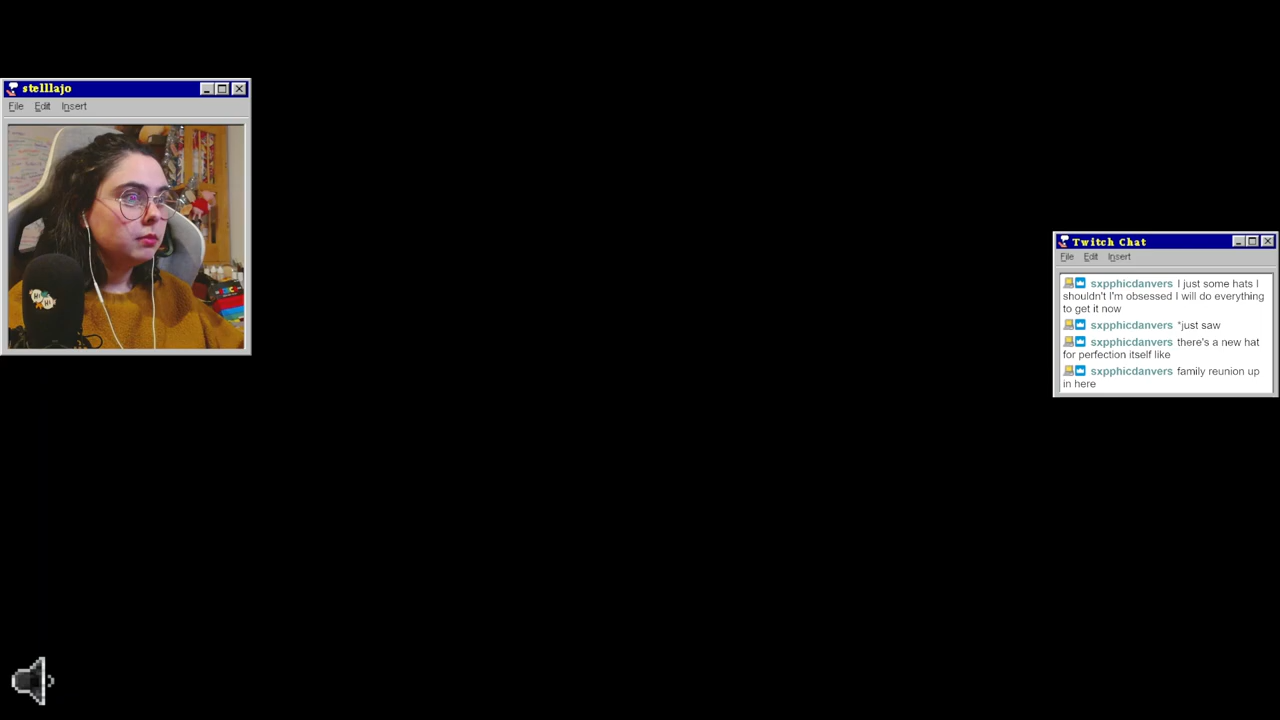 stelllajo
File Edit Insert
Twitch Chat
File Edit Insert
sxpphicdanvers I just some hats I
shouldn't I'm obsessed I will do everything
to get it now
sxpphicdanvers *just saw
sxpphicdanvers there's a new hat
for perfection itself like
sxpphicdanvers family reunion up
in here